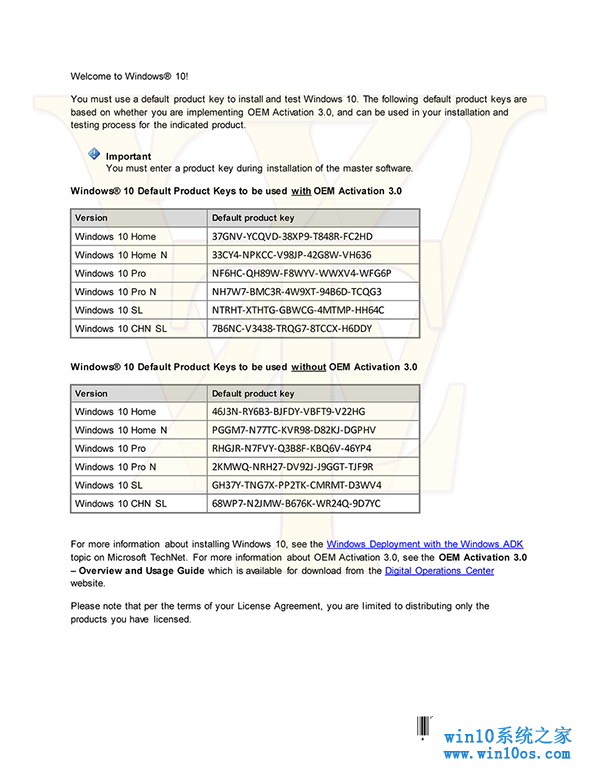 Welcome to Windows® 10!
You must use a default product key to install and test Windows 10. The following default product keys are
based on whether you are implementing OEM Activation 3.0, and can be used in your installation and
testing process for the indicated product.
Important
You must enter a product key during installation of the master software.
Windows® 10 Default Product Keys to be used with OEM Activation 3.0
Version Default product key
Windows 10 Home 37GNV-YCQVD-38XP9-T848R-FC2HD
Windows 10 Home N 33CY4-NPKCC-V98JP-42G8W-VH636
Windows 10 Pro NF6HC-QH89W-F8WYV-WWXV4-WFG6P
Windows 10 Pro N NH7W7-BMC3R-4W9XT-94B6D-TCQG3
Windows 10 SL NTRHT-XTHTG-GBWCG-4MTMP-HH64C
Windows 10 CHN SL 7B6NC-V3438-TRQG7-8TCCX-H6DDY
Windows® 10 Default Product Keys to be used without OEM Activation 3.0
Version Default product key
Windows 10 Home 46J3N-RY6B3-BJFDY-VBFT9-V22HG
Windows 10 Home N PGGM7-N77TC-KVR98-D82KJ-DGPHV
Windows 10 Pro RHGJR-N7FVY-Q3B8F-KBQ6V-46YP4
Windows 10 Pro N 2KMWQ-NRH27-DV92J-J9GGT-TJF9R
Windows 10 SL GH37Y-TNG7X-PP2TK-CMRMT-D3WV4
Windows 10 CHN SL 68WP7-N2JMW-B676K-WR24Q-9D7YC
For more information about installing Windows 10, see the Windows Deployment with the Windows ADK
topic on Microsoft TechNet. For more information about OEM Activation 3.0, see the OEM Activation 3.0
– Overview and Usage Guide which is available for download from the Digital Operations Center
website.
Please note that per the terms of your License Agreement, you are limited to distributing only the
products you have licensed.
win10系统之家
www.win10os.com